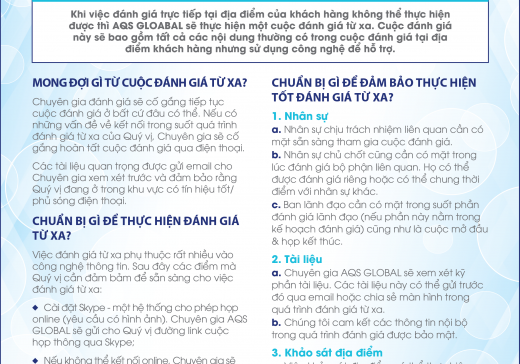 Khi việc đánh giá trực tiếp tại địa điểm của khách hàng không thể thực hiện
được thì AQS GLOABAL sẽ thực hiện một cuộc đánh giá từ xa. Cuộc đánh giá
này sẽ bao gồm tất cả các nội dung thường có trong cuộc đánh giá tại địa
điểm khách hàng nhưng sử dụng công nghệ để hỗ trợ.
MONG ĐỢI GÌ TỪ CUỘC ĐÁNH GIÁ TỪ XA?
Chuyên gia đánh giá sẽ cố gắng tiếp tục
cuộc đánh giá ở bất cứ đâu có thể. Nếu có
những vấn đề về kết nối trong suốt quá trình
đánh giá từ xa của Quý vị, Chuyên gia sẽ cố
gắng hoàn tất cuộc đánh giá qua điện thoại.
Các tài liệu quan trọng được gửi email cho
Chuyên gia xem xét trước và đảm bảo rằng
Quý vị đang ở trong khu vực có tín hiệu tốt/
phủ sóng điện thoại.
CHUẨN BỊ GÌ ĐỂ THỰC HIỆN ĐÁNH GIÁ
TỪ XA?
Việc đánh giá từ xa phụ thuộc rất nhiều vào
công nghệ thông tin. Sau đây các điểm mà
Quý vị cần đảm bảm để sẵn sàng cho việc
đánh giá từ xa:
◆ Cài đặt Skype - một hệ thống cho phép họp
online (yêu cầu có hình ảnh). Chuyên gia AQS
GLOBAL sẽ gửi cho Quý vị đường link cuộc
họp thông qua Skype;
◆ Nếu không thể kết nối online, Chuyên gia sẽ
CHUẨN BỊ GÌ ĐỂ ĐẢM BẢO THỰC HIỆN
TỐT ĐÁNH GIÁ TỪ XA?
1. Nhân sự
a. Nhân sự chịu trách nhiệm liên quan cần có
mặt sẵn sàng tham gia cuộc đánh giá.
b. Nhân sự chủ chốt cũng cần có mặt trong
lúc đánh giá bộ phận liên quan. Họ có thể
được đánh giá riêng hoặc có thể chung thời
điểm với nhân sự khác.
c. Ban lãnh đạo cần có mặt trong suốt phần
đánh giá lãnh đạo (nếu phần này nằm trong
kế hoạch đánh giá) cũng như là cuộc mở đầu
& họp kết thúc.
2. Tài liệu
a. Chuyên gia AQS GLOBAL sẽ xem xét kỹ
phần tài liệu. Các tài liệu này có thể gửi trước
đó qua email hoặc chia sẻ màn hình trong
quá trình đánh giá từ xa.
b. Chúng tôi cam kết các thông tin nội bộ
trong quá trình đánh giá được bảo mật.
3. Khảo sát địa điểm